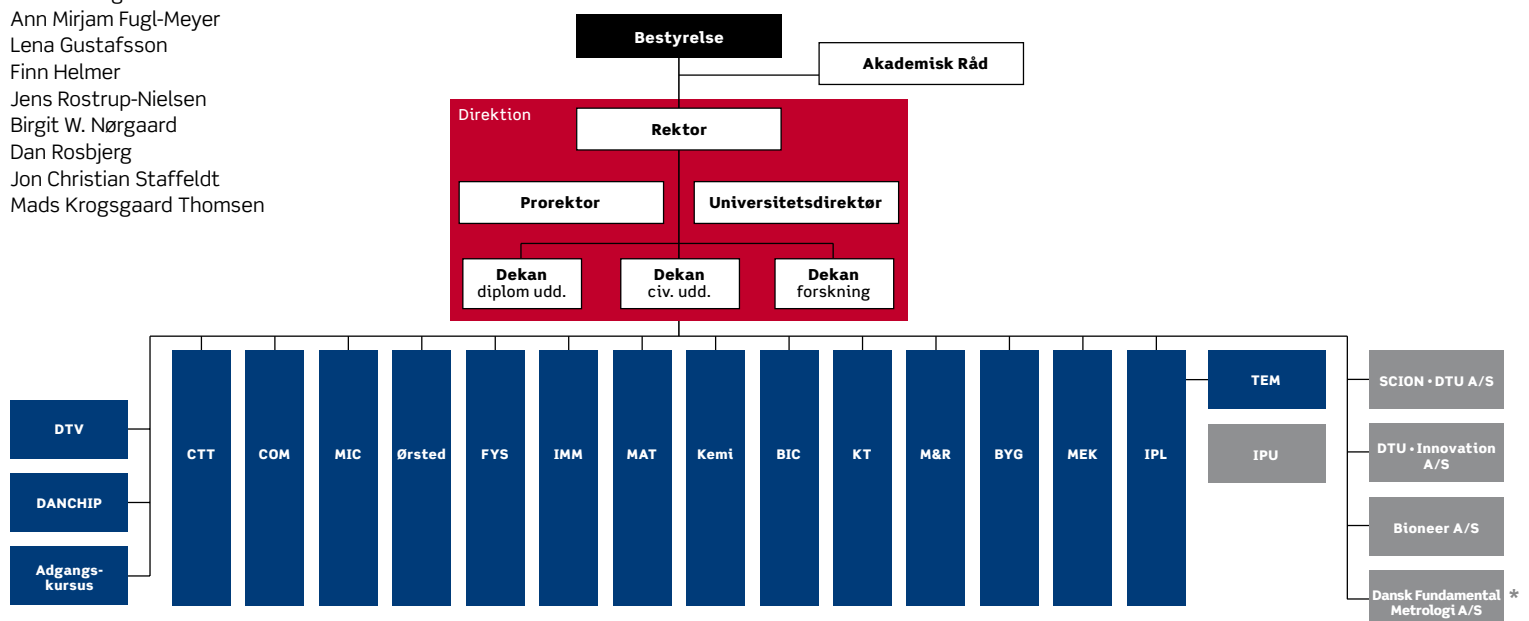 Ann Mirjam Fugl-Meyer
Lena Gustafsson
Finn Helmer
Jens Rostrup-Nielsen
Birgit W. Nørgaard
Dan Rosbjerg
Jon Christian Staffeldt
Mads Krogsgaard Thomsen
Bestyrelse
Akademisk Råd
Direktion
Rektor
Prorektor
Universitetsdirektør
Dekan
diplom udd.
Dekan
civ. udd.
Dekan
forskning
DTV
DANCHIP
Adgangs-
kursus
CTT
COM
MIC
Ørsted
FYS
IMM
MAT
Kemi
BIC
KT
M&R
BYG
MEK
IPL
TEM
IPU
SCION • DTU A/S
DTU • Innovation
A/S
Bioneer A/S
Dansk Fundamental *
Metrologi A/S